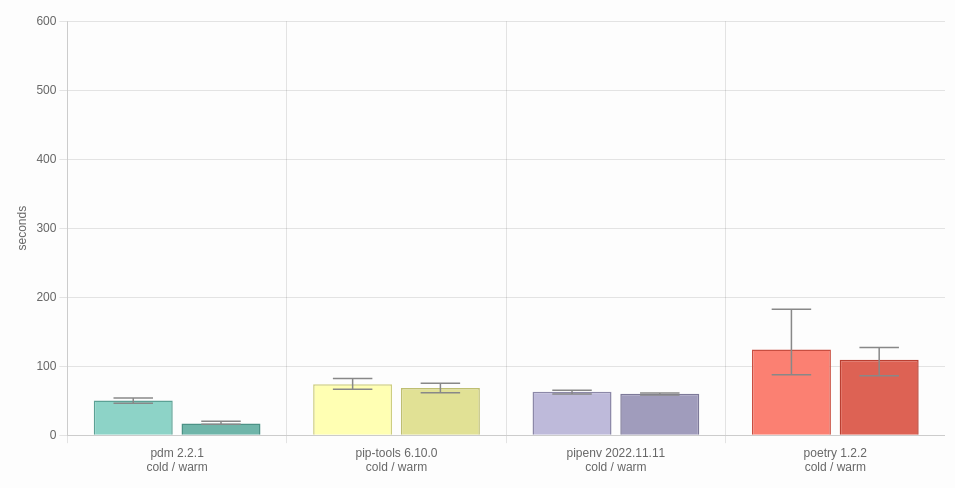 600
500
400
300
200
100
0
seconds
pdm 2.2.1
cold / warm
pip-tools 6.10.0
cold / warm
pipenv 2022.11.11
cold / warm
poetry 1.2.2
cold / warm